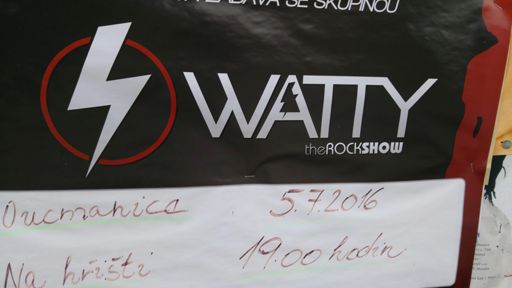 SE SKUPINOU
WATTY
theROCKSHOW
Oucmanice 5.7.2016
Na hřišti 19.00 hodin